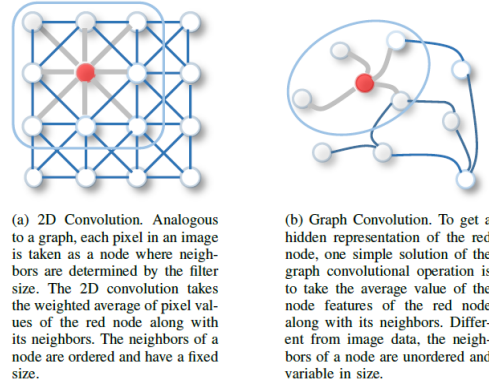 (a) 2D Convolution. Analogous
to a graph, each pixel in an image
is taken as a node where neigh-
bors are determined by the filter
size. The 2D convolution takes
the weighted average of pixel val-
ues of the red node along with
its neighbors. The neighbors of a
node are ordered and have a fixed
size.
(b) Graph Convolution. To get a
hidden representation of the red
node, one simple solution of the
graph convolutional operation is
to take the average value of the
node features of the red node
along with its neighbors. Differ-
ent from image data, the neigh-
bors of a node are unordered and
variable in size.